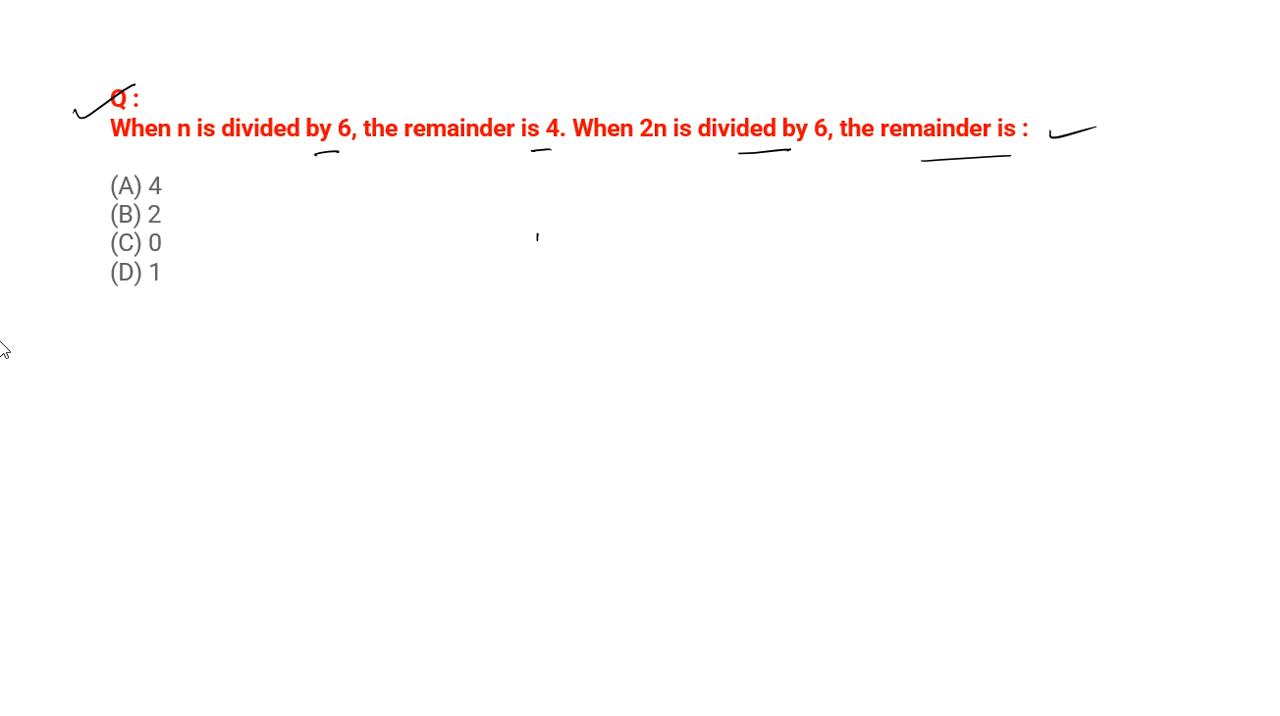 Q :
When n is divided by 6, the remainder is 4. When 2n is divided by 6, the remainder is :
(A) 4
(B) 2
(C) 0
(D) 1